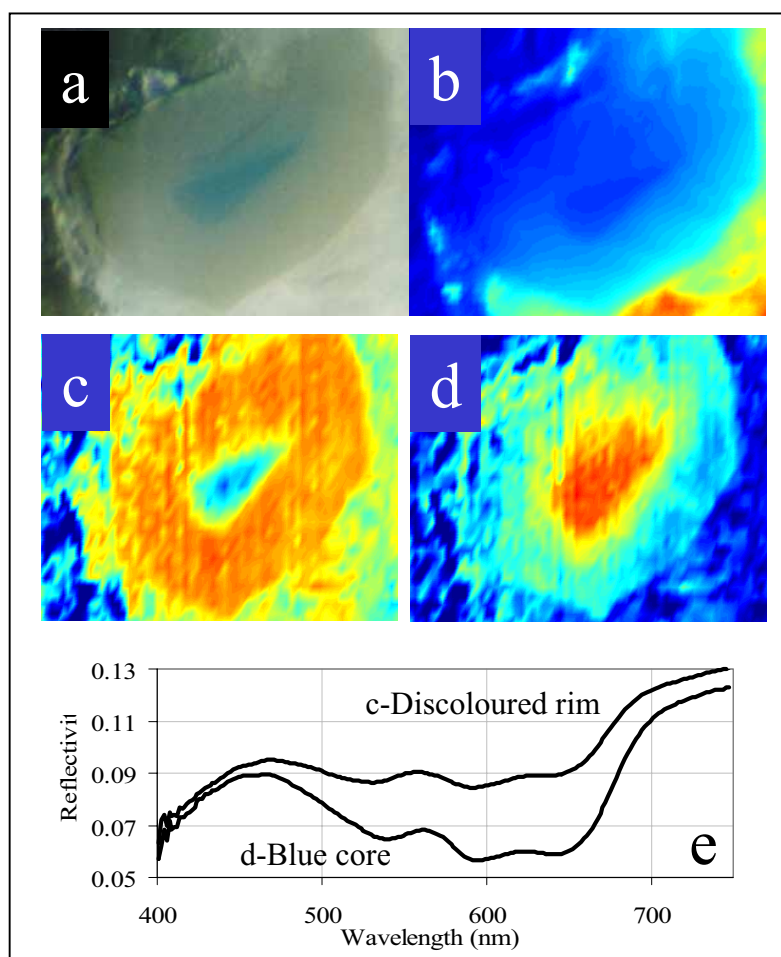 a
b
c
d
0.13
0.11
0.09
0.07
0.05
Reflectivit
c-Discoloured rim
d-Blue core
e
400
500
600
700
Wavelength (nm)